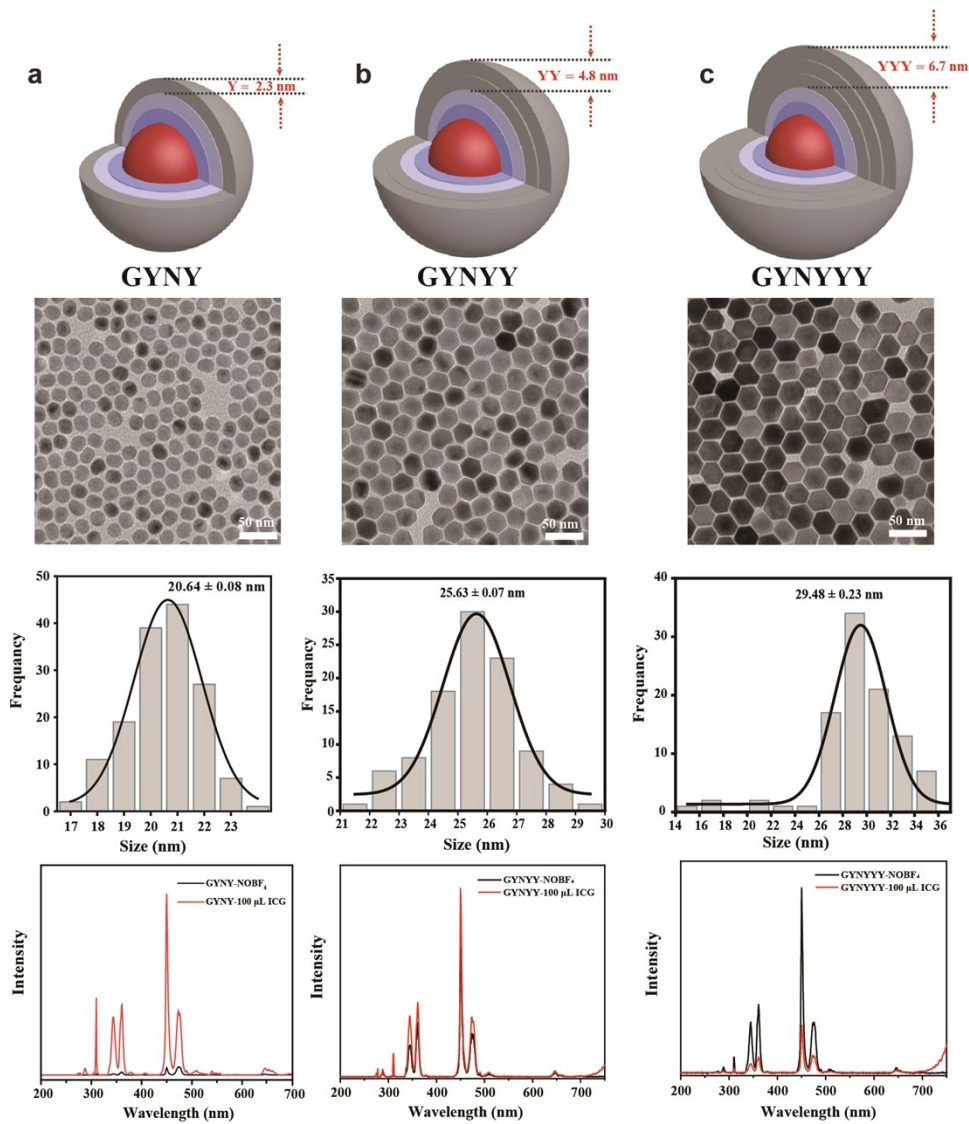 a
Y = 2.3 nm
b
YY = 4.8 nm
c
YYY = 6.7 nm
GYNY
GYNYY
GYNYYY
50 nm
50 nm
50 nm
50
40
30
20
10
0
Frequancy
20.64 ± 0.08 nm
17 18 19 20 21 22 23
Size (nm)
35
30
25
20
15
10
5
0
Frequancy
25.63 ± 0.07 nm
21 22 23 24 25 26 27 28 29 30
Size (nm)
40
30
20
10
0
Frequancy
29.48 ± 0.23 nm
14 16 18 20 22 24 26 28 30 32 34 36
Size (nm)
Intensity
GYNY-NOBF₄
GYNY-100 μL ICG
200 300 400 500 600 700
Wavelength (nm)
Intensity
GYNYY-NOBF₄
GYNYY-100 μL ICG
200 300 400 500 600 700
Wavelength (nm)
Intensity
GYNYYY-NOBF₄
GYNYYY-100 μL ICG
200 300 400 500 600 700
Wavelength (nm)